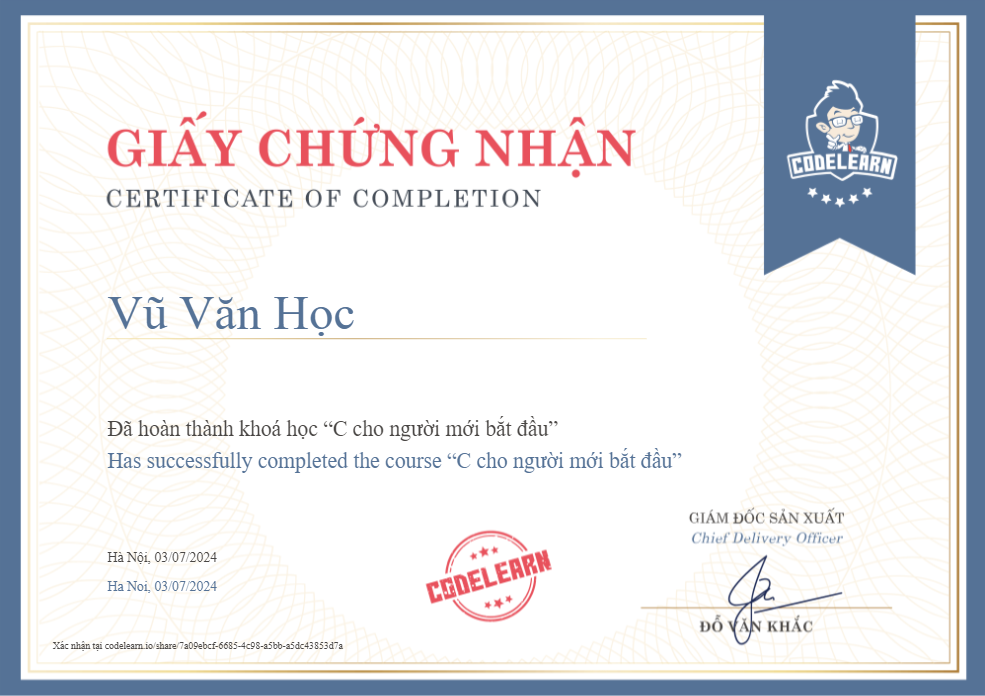 GIẤY CHỨNG NHẬN
CERTIFICATE OF COMPLETION
CODELEARN
Vũ Văn Học
Đã hoàn thành khoá học “C cho người mới bắt đầu”
Has successfully completed the course “C cho người mới bắt đầu”
GIÁM ĐỐC SẢN XUẤT
Chief Delivery Officer
Hà Nội, 03/07/2024
Ha Noi, 03/07/2024
CODELEARN
ĐỖ VĂN KHẮC
Xác nhận tại codelearn.io/share/7a09ebcf-6685-4c98-a5bb-a5dc43853d7a